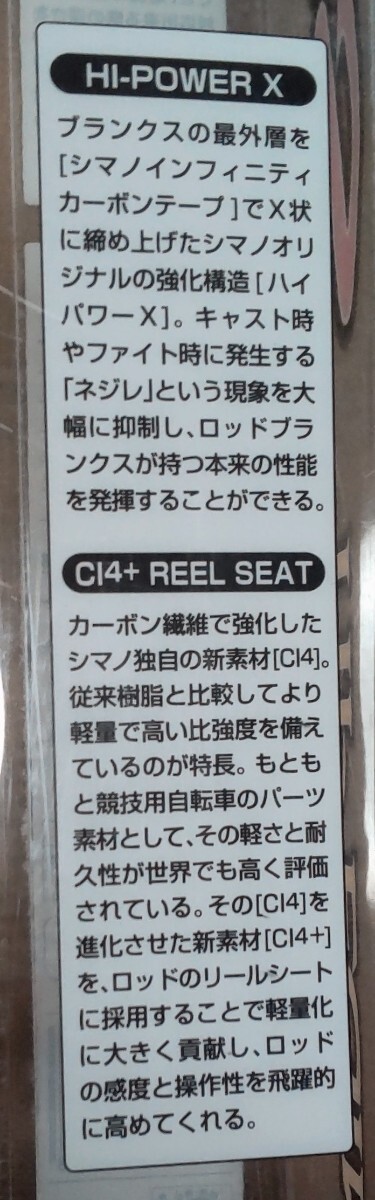 HI-POWER X
ブランクスの最外層を
[シマノインフィニティ
カーボンテープ]でX状
に締め上げたシマノオリ
ジナルの強化構造[ハイ
パワーX]。キャスト時
やファイト時に発生する
「ネジレ」という現象を大
幅に抑制し、ロッドブラ
ンクスが持つ本来の性能
を発揮することができる。
CI4+ REEL SEAT
カーボン繊維で強化した
シマノ独自の新素材[CI4]。
従来樹脂と比較してより
軽量で高い比強度を備え
ているのが特長。もともと
と競技用自転車のパーツ
素材として、その軽さと耐
久性が世界でも高く評価
されている。その[CI4]を
進化させた新素材[CI4+]
を、ロッドのリールシート
に採用することで軽量化
に大きく貢献し、ロッド
の感度と操作性を飛躍的
に高めてくれる。